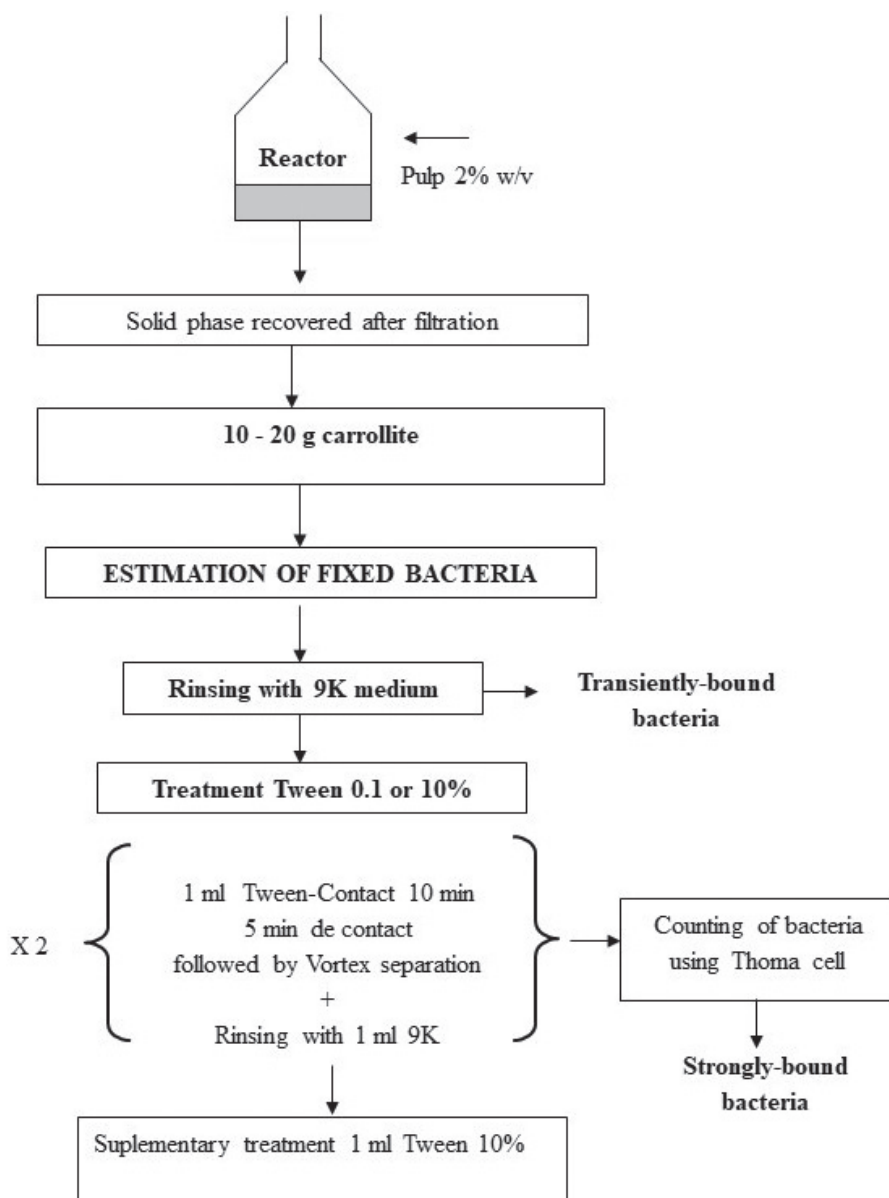 Reactor
Pulp 2% w/v
Solid phase recovered after filtration
10 - 20 g carrollite
ESTIMATION OF FIXED BACTERIA
Rinsing with 9K medium
Transiently-bound
bacteria
Treatment Tween 0.1 or 10%
X 2
1 ml Tween-Contact 10 min
5 min de contact
followed by Vortex separation
+
Rinsing with 1 ml 9K
Counting of bacteria
using Thoma cell
Strongly-bound
bacteria
Suplementary treatment 1 ml Tween 10%